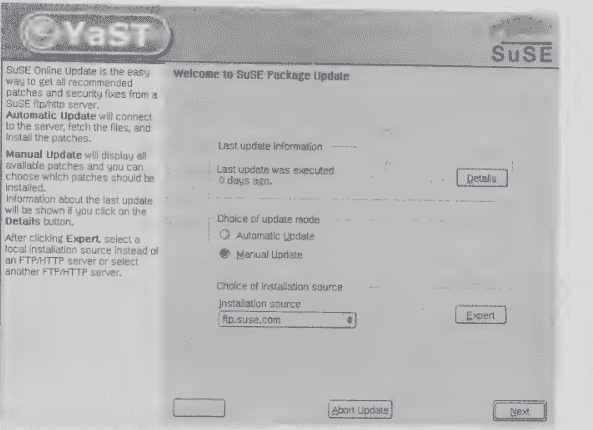 YaST
SuSE
SuSE Online Update is the easy
way to get all recommended
patches and security fixes from a
SuSE ftp/http server.
Automatic Update will connect
to the server, fetch the files, and
install the patches.
Manual Update will display all
available patches and you can
choose which patches should be
installed.
Information about the last update
will be shown if you click on the
Details button.
After clicking Expert, select a
local installation source instead of
an FTP/HTTP server or select
another FTP/HTTP server.
Welcome to SuSE Package Update
Last update information
Last update was executed
0 days ago.
Details
Choice of update mode
Automatic Update
Manual Update
Choice of installation source
Installation source
ftp.suse.com
Expert
Abort Update
Next